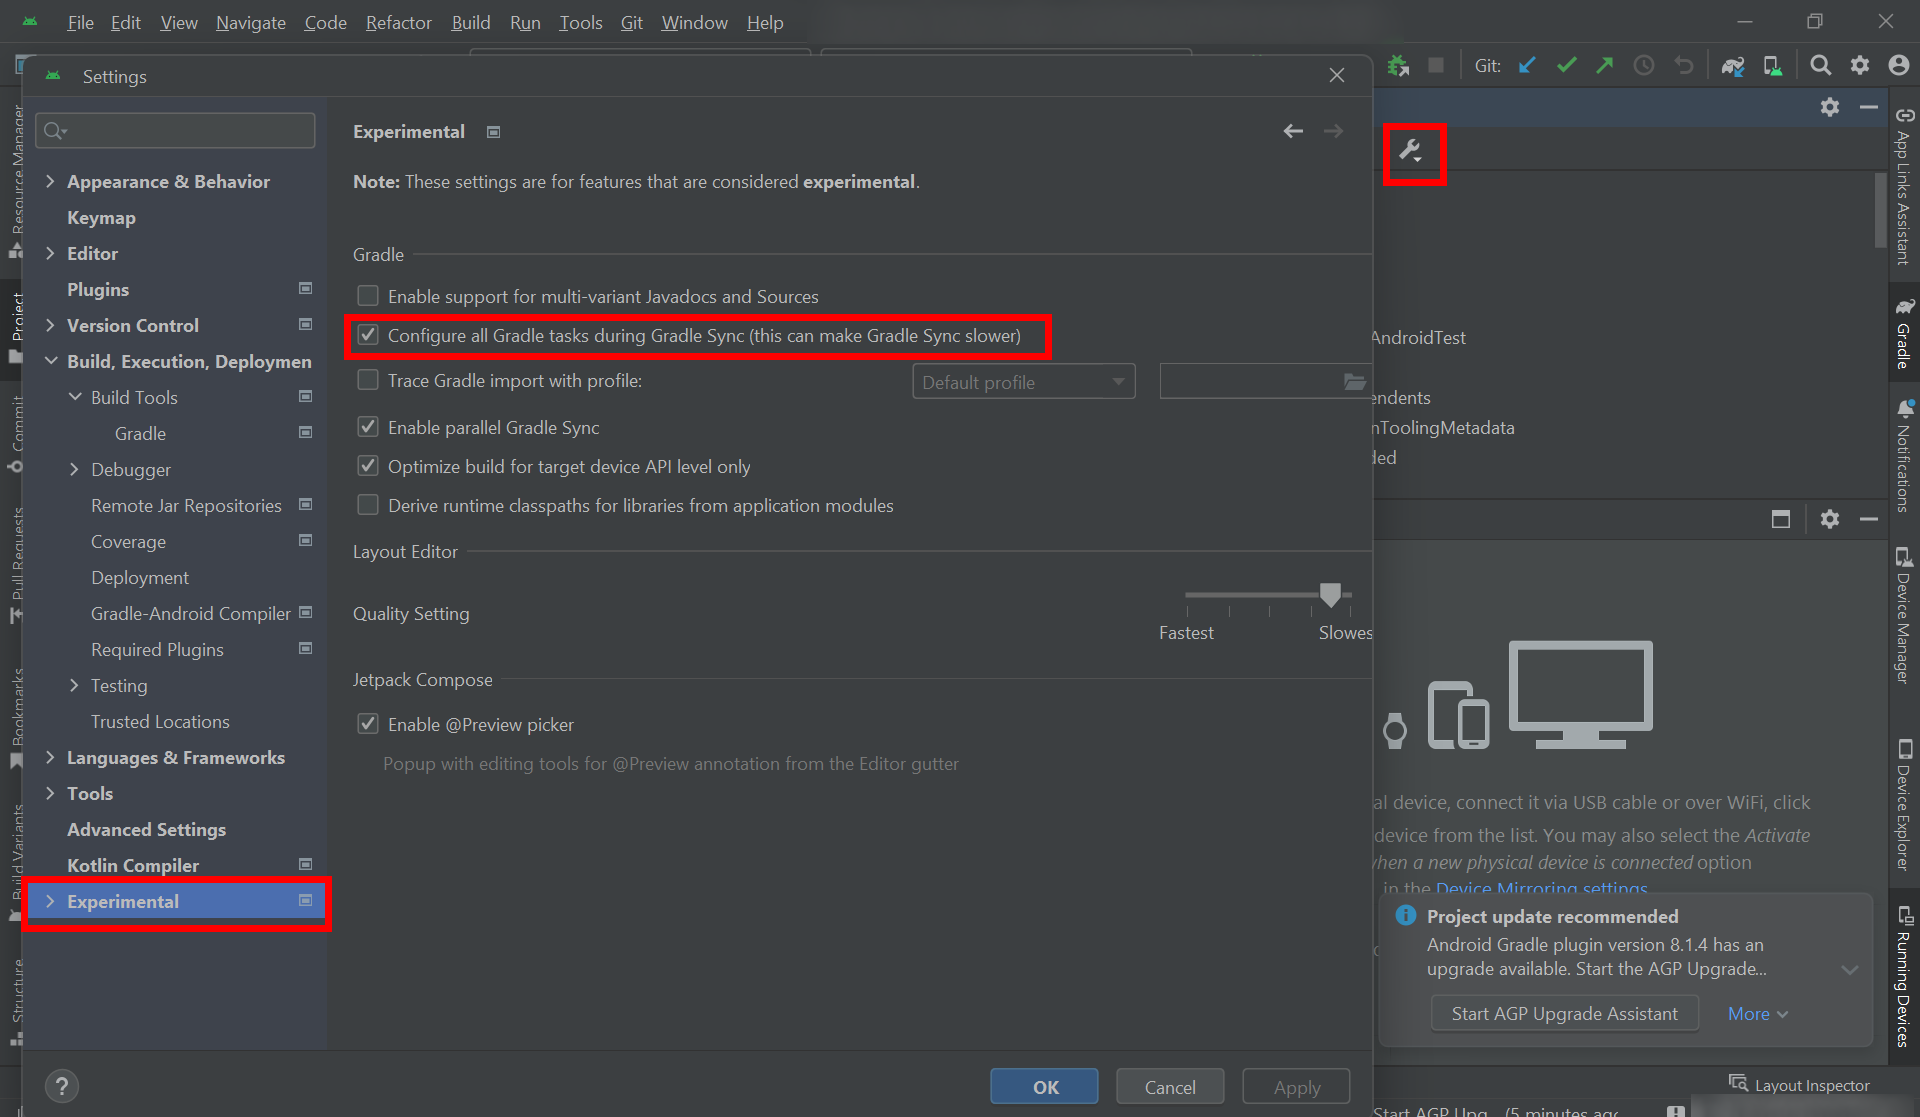 File Edit View Navigate Code Refactor Build Run Tools Git Window Help
Settings
Git:
Experimental
Note: These settings are for features that are considered experimental.
Appearance & Behavior
Keymap
Editor
Plugins
Version Control
Build, Execution, Deploymen
Build Tools
Gradle
Debugger
Remote Jar Repositories
Coverage
Deployment
Gradle-Android Compiler
Required Plugins
Testing
Trusted Locations
Languages & Frameworks
Tools
Advanced Settings
Kotlin Compiler
Experimental
Gradle
Enable support for multi-variant Javadocs and Sources
Configure all Gradle tasks during Gradle Sync (this can make Gradle Sync slower)
Trace Gradle import with profile:
Default profile
Enable parallel Gradle Sync
Optimize build for target device API level only
Derive runtime classpaths for libraries from application modules
Layout Editor
Quality Setting
Fastest
Slowes
Jetpack Compose
Enable @Preview picker
Popup with editing tools for @Preview annotation from the Editor gutter
?
OK
Cancel
Apply
AndroidTest
endents
nToolingMetadata
ded
al device, connect it via USB cable or over WiFi, click
device from the list. You may also select the Activate
when a new physical device is connected option
in the Device Mirroring settings
Project update recommended
Android Gradle plugin version 8.1.4 has an
upgrade available. Start the AGP Upgrade...
Start AGP Upgrade Assistant
More
Layout Inspector
Start AGP Upg... (5 minutes ago
Resource Manager
Project
Commit
Pull Requests
Bookmarks
Build Variants
Structure
App Links Assistant
Gradle
Notifications
Device Manager
Device Explorer
Running Devices